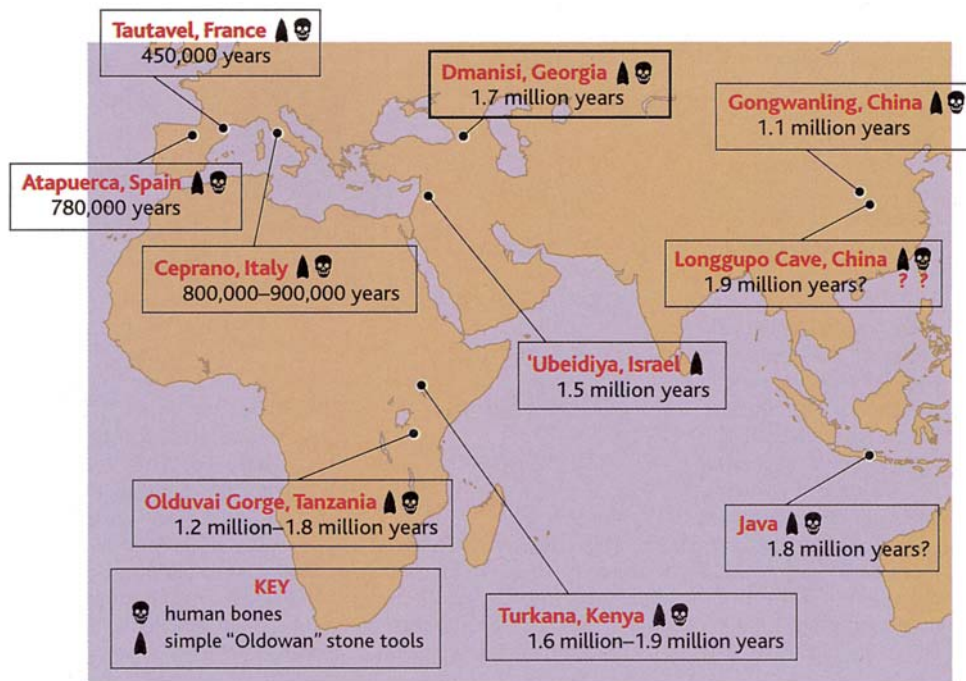 Tautavel, France
450,000 years
Dmanisi, Georgia
1.7 million years
Gongwanling, China
1.1 million years
Atapuerca, Spain
780,000 years
Ceprano, Italy
800,000–900,000 years
Longgupo Cave, China
1.9 million years? ? ?
'Ubeidiya, Israel
1.5 million years
Olduvai Gorge, Tanzania
1.2 million–1.8 million years
Java
1.8 million years?
KEY
human bones
simple “Oldowan” stone tools
Turkana, Kenya
1.6 million–1.9 million years